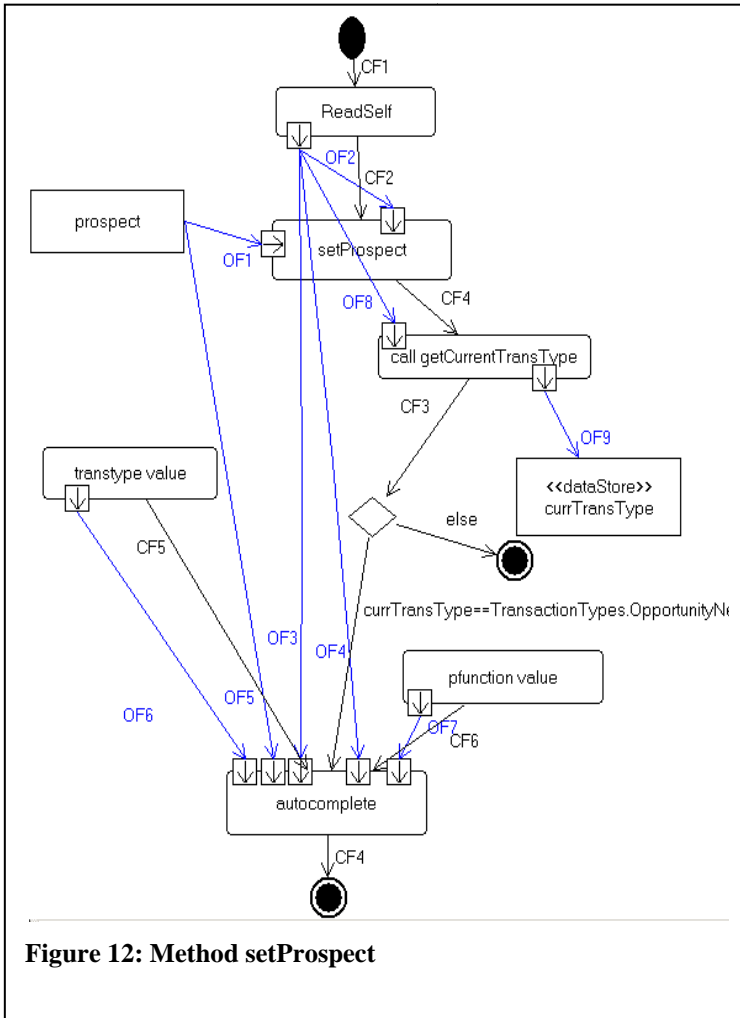 CF1
ReadSelf
OF2
CF2
prospect
OF1
setProspect
OF8
CF4
call getCurrentTransType
CF3
OF9
transtype value
<<dataStore>>
currTransType
else
CF5
currTransType==TransactionTypes.OpportunityNe
OF3
OF4
pfunction value
OF5
OF6
OF7
CF6
autocomplete
CF4
Figure 12: Method setProspect